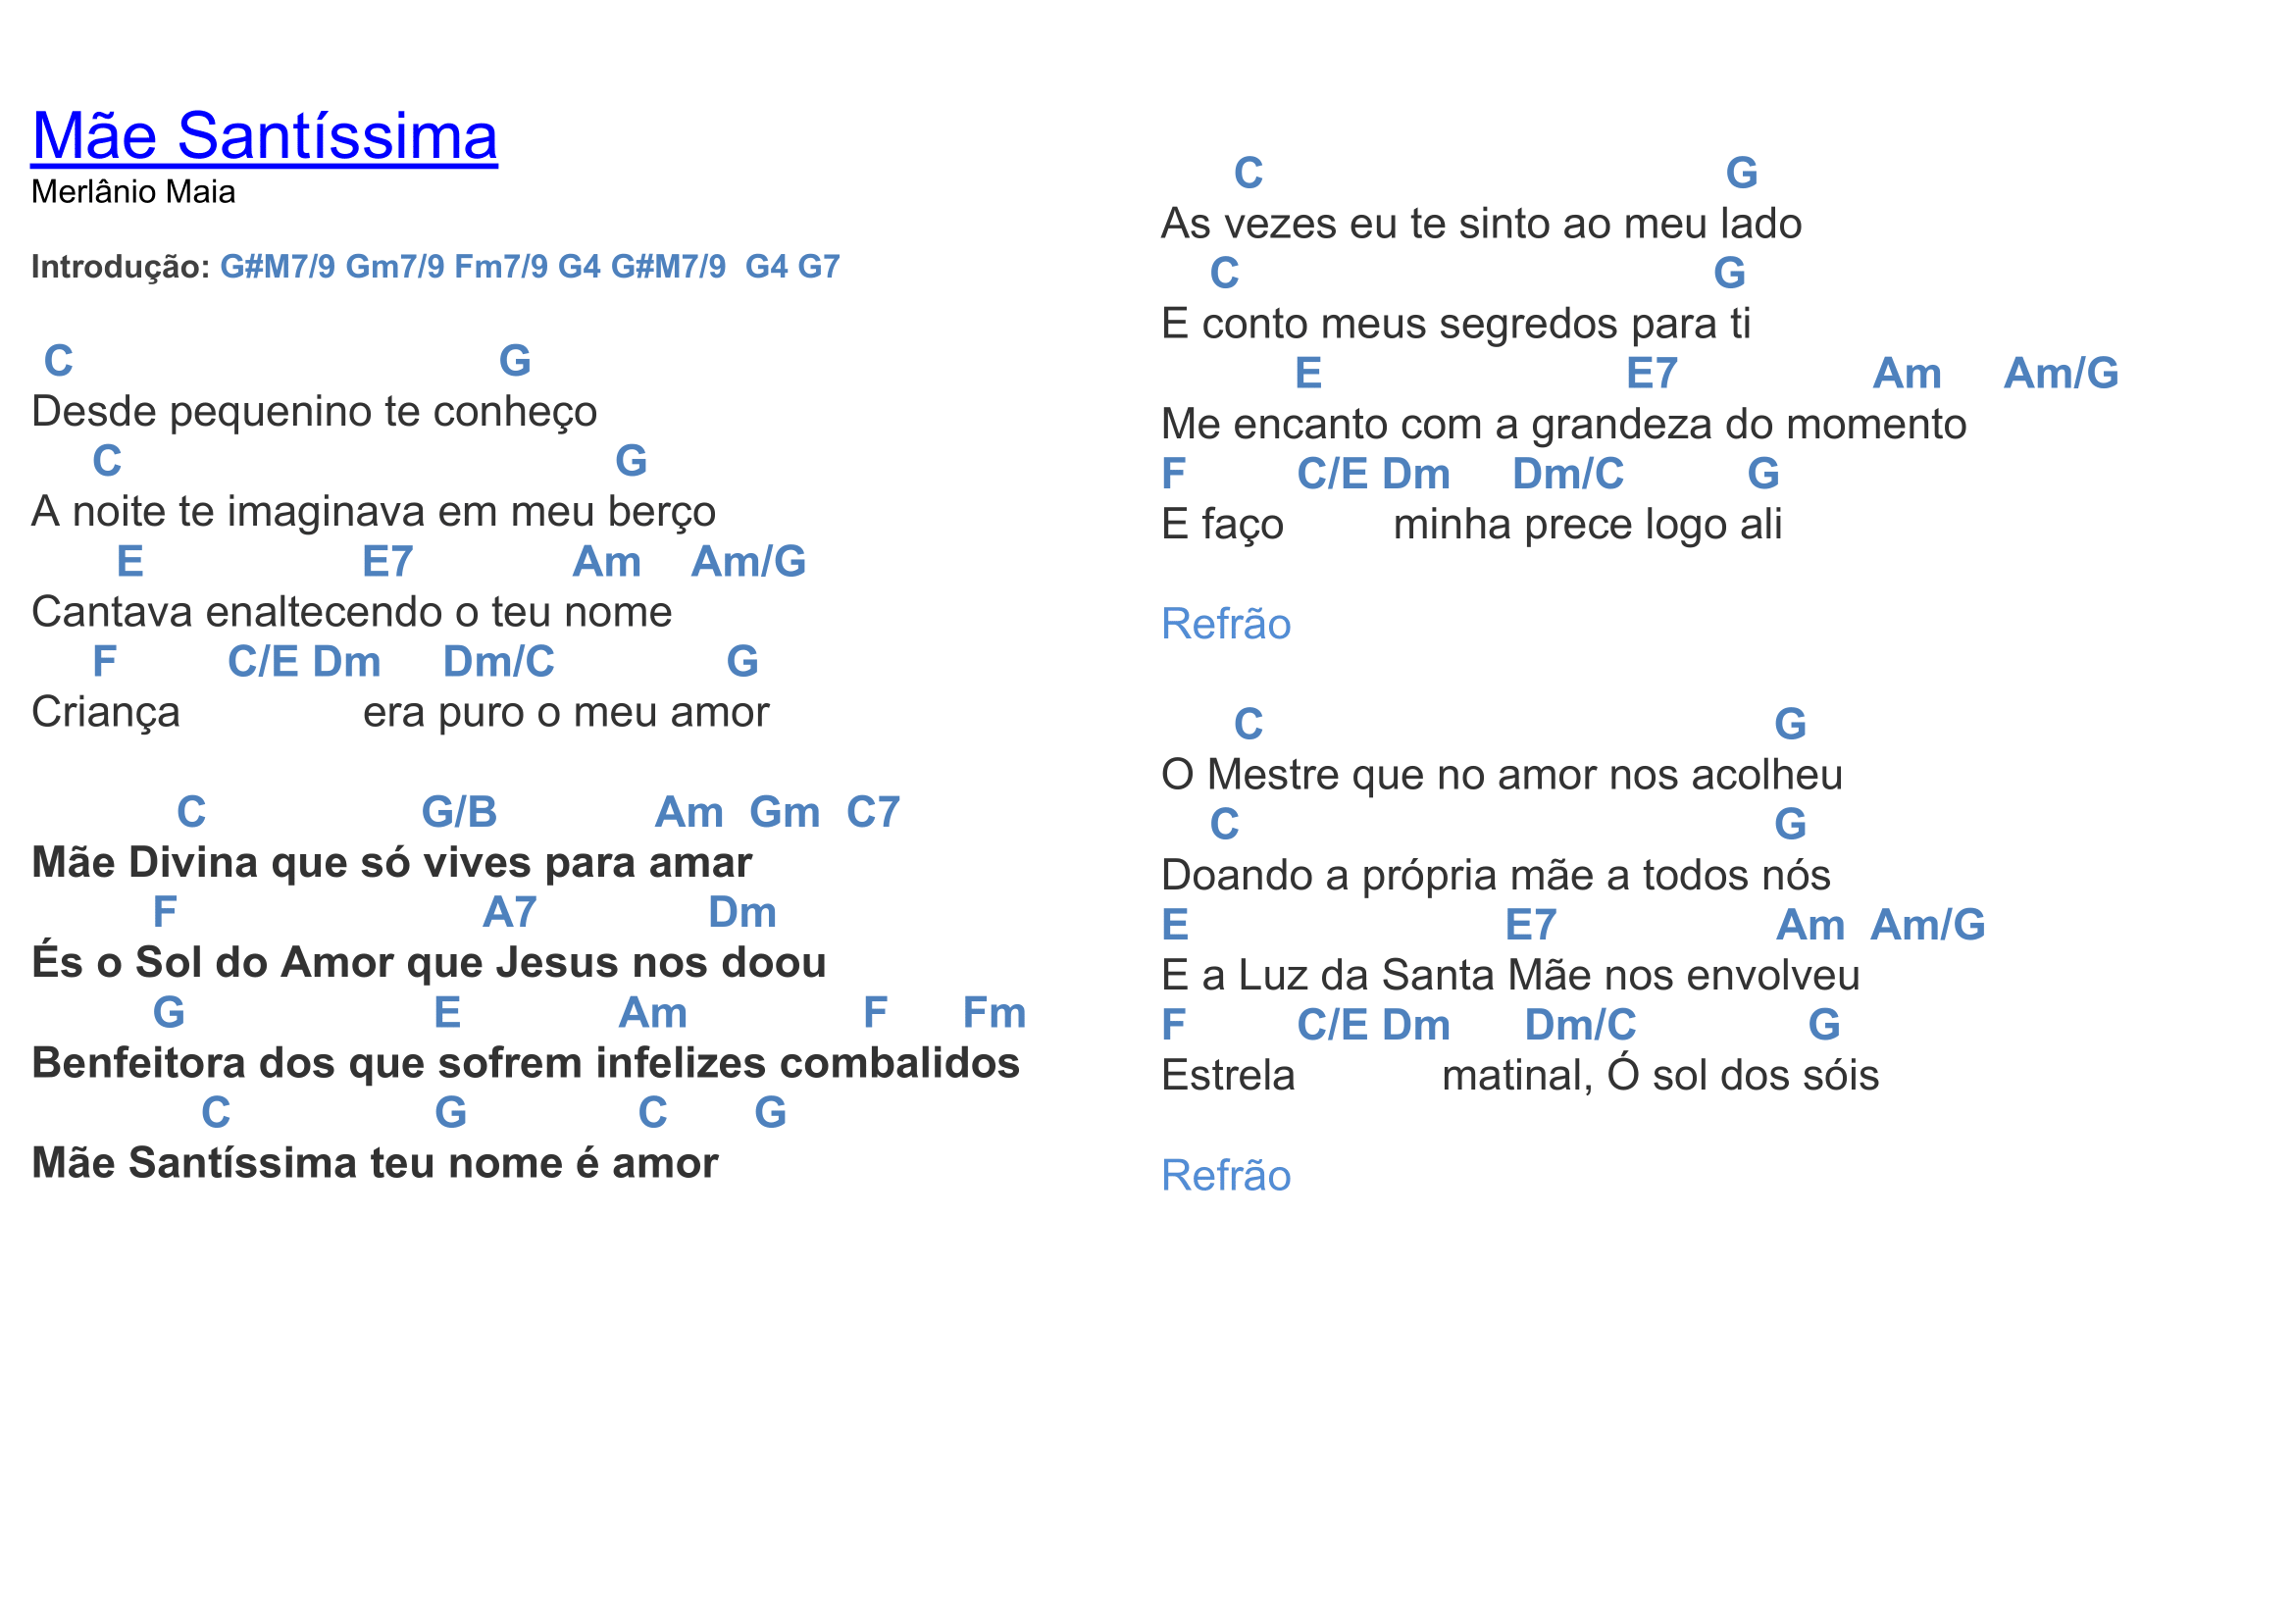 Mãe Santíssima
Merlânio Maia
Introdução: G#M7/9 Gm7/9 Fm7/9 G4 G#M7/9 G4 G7
C G
Desde pequenino te conheço
C G
A noite te imaginava em meu berço
E E7 Am Am/G
Cantava enaltecendo o teu nome
F C/E Dm Dm/C G
Criança era puro o meu amor
C G/B Am Gm C7
Mãe Divina que só vives para amar
F A7 Dm
És o Sol do Amor que Jesus nos doou
G E Am F Fm
Benfeitora dos que sofrem infelizes combalidos
C G C G
Mãe Santíssima teu nome é amor
C G
As vezes eu te sinto ao meu lado
C G
E conto meus segredos para ti
E E7 Am Am/G
Me encanto com a grandeza do momento
F C/E Dm Dm/C G
E faço minha prece logo ali
Refrão
C G
O Mestre que no amor nos acolheu
C G
Doando a própria mãe a todos nós
E E7 Am Am/G
E a Luz da Santa Mãe nos envolveu
F C/E Dm Dm/C G
Estrela matinal, Ó sol dos sóis
Refrão